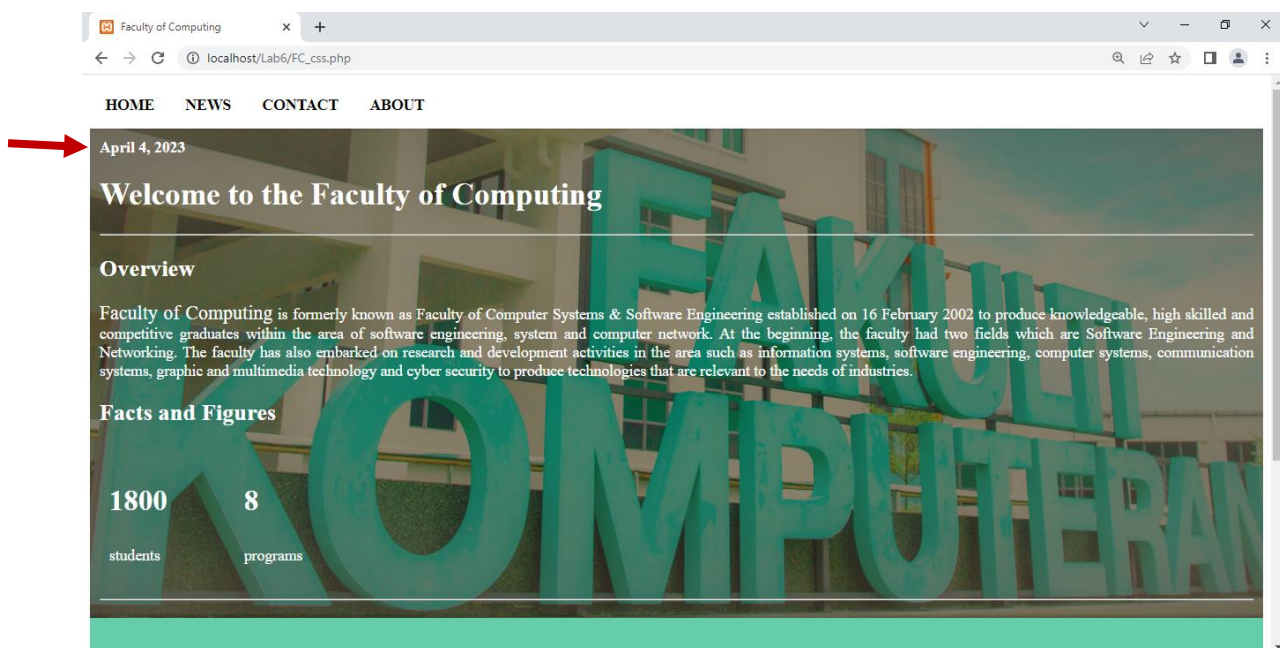 Faculty of Computing
localhost/Lab6/FC_css.php
HOME NEWS CONTACT ABOUT
April 4, 2023
Welcome to the Faculty of Computing
Overview
Faculty of Computing is formerly known as Faculty of Computer Systems & Software Engineering established on 16 February 2002 to produce knowledgeable, high skilled and
competitive graduates within the area of software engineering, system and computer network. At the beginning, the faculty had two fields which are Software Engineering and
Networking. The faculty has also embarked on research and development activities in the area such as information systems, software engineering, computer systems, communication
systems, graphic and multimedia technology and cyber security to produce technologies that are relevant to the needs of industries.
Facts and Figures
1800 8
students programs
FAKULTI
KOMPUTERAN